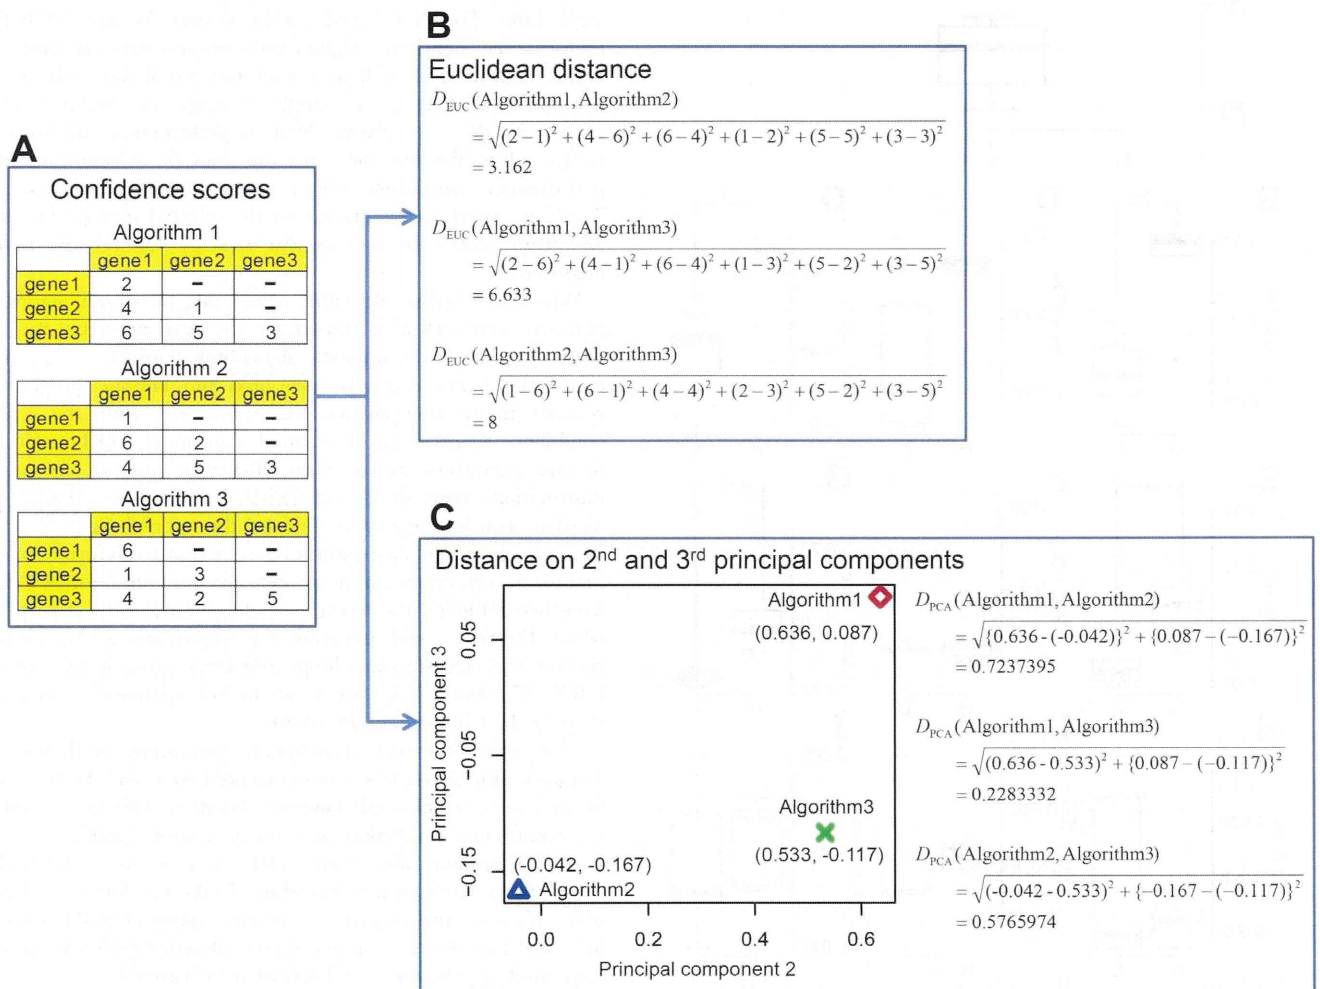 A
Confidence scores
Algorithm 1
gene1 gene2 gene3
gene1 2 – –
gene2 4 1 –
gene3 6 5 3
Algorithm 2
gene1 gene2 gene3
gene1 1 – –
gene2 6 2 –
gene3 4 5 3
Algorithm 3
gene1 gene2 gene3
gene1 6 – –
gene2 1 3 –
gene3 4 2 5
B
Euclidean distance
D_EUC(Algorithm1, Algorithm2)
= √(2–1)² + (4–6)² + (6–4)² + (1–2)² + (5–5)² + (3–3)²
= 3.162
D_EUC(Algorithm1, Algorithm3)
= √(2–6)² + (4–1)² + (6–4)² + (1–3)² + (5–2)² + (3–5)²
= 6.633
D_EUC(Algorithm2, Algorithm3)
= √(1–6)² + (6–1)² + (4–4)² + (2–3)² + (5–2)² + (3–5)²
= 8
C
Distance on 2nd and 3rd principal components
Principal component 3
0.05
−0.05
−0.15
Algorithm1
(0.636, 0.087)
Algorithm3
(0.533, -0.117)
(-0.042, -0.167)
Algorithm2
0.0 0.2 0.4 0.6
Principal component 2
D_PCA(Algorithm1, Algorithm2)
= √{0.636 - (-0.042)}² + {0.087 – (–0.167)}²
= 0.7237395
D_PCA(Algorithm1, Algorithm3)
= √(0.636 - 0.533)² + {0.087 – (–0.117)}²
= 0.2283332
D_PCA(Algorithm2, Algorithm3)
= √(-0.042 - 0.533)² + {–0.167 – (–0.117)}²
= 0.5765974